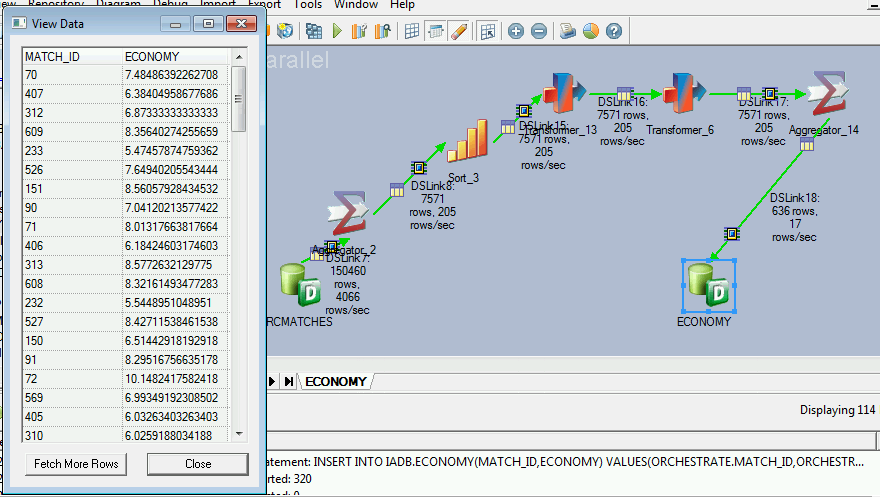 Repository Diagram Debug Import Export Tools Window Help
View Data
MATCH_ID ECONOMY
70 7.48486392262708
407 6.38404958677686
312 6.87333333333333
609 8.35640274255659
233 5.47457874759362
526 7.64940205543444
151 8.56057928434532
90 7.04120213577422
71 8.01317663817664
406 6.18424603174603
313 8.5772632129775
608 8.32161493477283
232 5.5448951048951
527 8.42711538461538
150 6.51442918192918
91 8.29516756635178
72 10.1482417582418
569 6.99349192308502
405 6.03263403263403
310 6.0259188034188
Fetch More Rows Close
arallel
RCMATCHES
DSLink7:
150460
rows,
4066
rows/sec
Aggregator_2
DSLink8:
7571
rows, 205
rows/sec
Sort_3
DSLink15:
7571 rows,
205
rows/sec
Transformer_13
DSLink16:
7571 rows,
205
rows/sec
Transformer_6
DSLink17:
7571 rows,
205
rows/sec
Aggregator_14
DSLink18:
636 rows,
17
rows/sec
ECONOMY
ECONOMY
Displaying 114
atement: INSERT INTO IADB.ECONOMY(MATCH_ID,ECONOMY) VALUES(ORCHESTRATE.MATCH_ID,ORCHESTR...
rted: 320